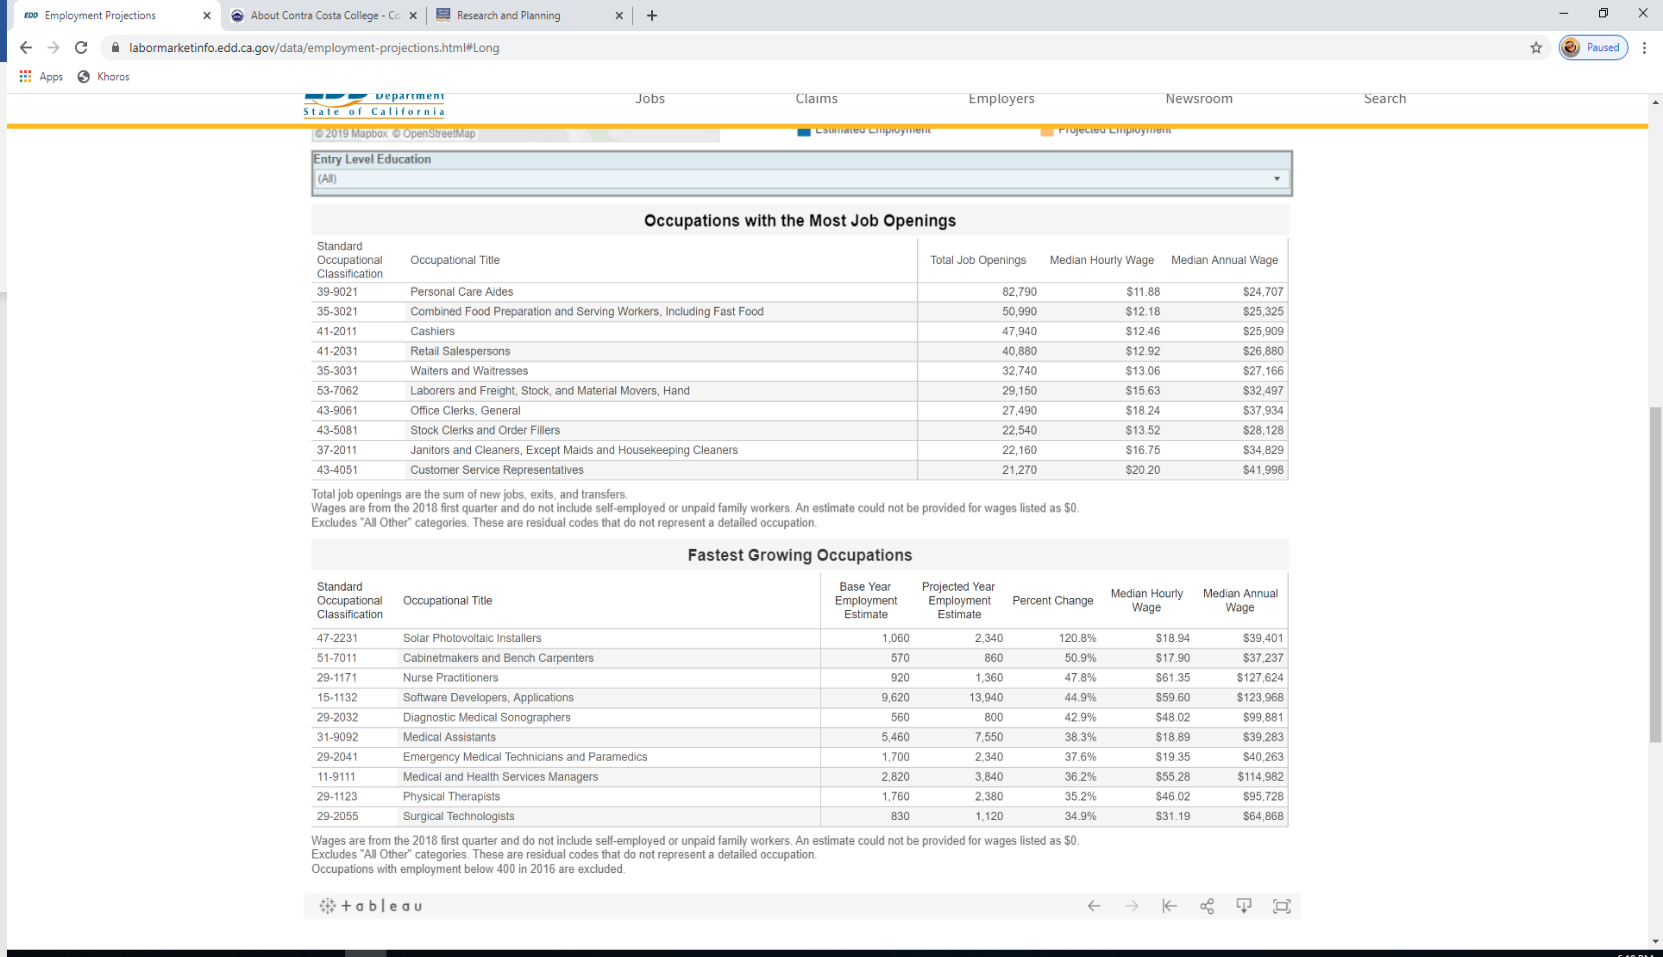 EDD Employment Projections
About Contra Costa College - Co
Research and Planning
labormarketinfo.edd.ca.gov/data/employment-projections.html#Long
Paused
Apps
Khoros
Department
State of California
Jobs
Claims
Employers
Newsroom
Search
© 2019 Mapbox © OpenStreetMap
Estimated Employment
Projected Employment
Entry Level Education
(All)
Occupations with the Most Job Openings
Standard Occupational Classification Occupational Title Total Job Openings Median Hourly Wage Median Annual Wage
39-9021 Personal Care Aides 82,790 $11.88 $24,707
35-3021 Combined Food Preparation and Serving Workers, Including Fast Food 50,990 $12.18 $25,325
41-2011 Cashiers 47,940 $12.46 $25,909
41-2031 Retail Salespersons 40,880 $12.92 $26,880
35-3031 Waiters and Waitresses 32,740 $13.06 $27,166
53-7062 Laborers and Freight, Stock, and Material Movers, Hand 29,150 $15.63 $32,497
43-9061 Office Clerks, General 27,490 $18.24 $37,934
43-5081 Stock Clerks and Order Fillers 22,540 $13.52 $28,128
37-2011 Janitors and Cleaners, Except Maids and Housekeeping Cleaners 22,160 $16.75 $34,829
43-4051 Customer Service Representatives 21,270 $20.20 $41,998
Total job openings are the sum of new jobs, exits, and transfers.
Wages are from the 2018 first quarter and do not include self-employed or unpaid family workers. An estimate could not be provided for wages listed as $0.
Excludes "All Other" categories. These are residual codes that do not represent a detailed occupation.
Fastest Growing Occupations
Standard Occupational Classification Occupational Title Base Year Employment Estimate Projected Year Employment Estimate Percent Change Median Hourly Wage Median Annual Wage
47-2231 Solar Photovoltaic Installers 1,060 2,340 120.8% $18.94 $39,401
51-7011 Cabinetmakers and Bench Carpenters 570 860 50.9% $17.90 $37,237
29-1171 Nurse Practitioners 920 1,360 47.8% $61.35 $127,624
15-1132 Software Developers, Applications 9,620 13,940 44.9% $59.60 $123,968
29-2032 Diagnostic Medical Sonographers 560 800 42.9% $48.02 $99,881
31-9092 Medical Assistants 5,460 7,550 38.3% $18.89 $39,283
29-2041 Emergency Medical Technicians and Paramedics 1,700 2,340 37.6% $19.35 $40,263
11-9111 Medical and Health Services Managers 2,820 3,840 36.2% $55.28 $114,982
29-1123 Physical Therapists 1,760 2,380 35.2% $46.02 $95,728
29-2055 Surgical Technologists 830 1,120 34.9% $31.19 $64,868
Wages are from the 2018 first quarter and do not include self-employed or unpaid family workers. An estimate could not be provided for wages listed as $0.
Excludes "All Other" categories. These are residual codes that do not represent a detailed occupation.
Occupations with employment below 400 in 2016 are excluded.
+ableau